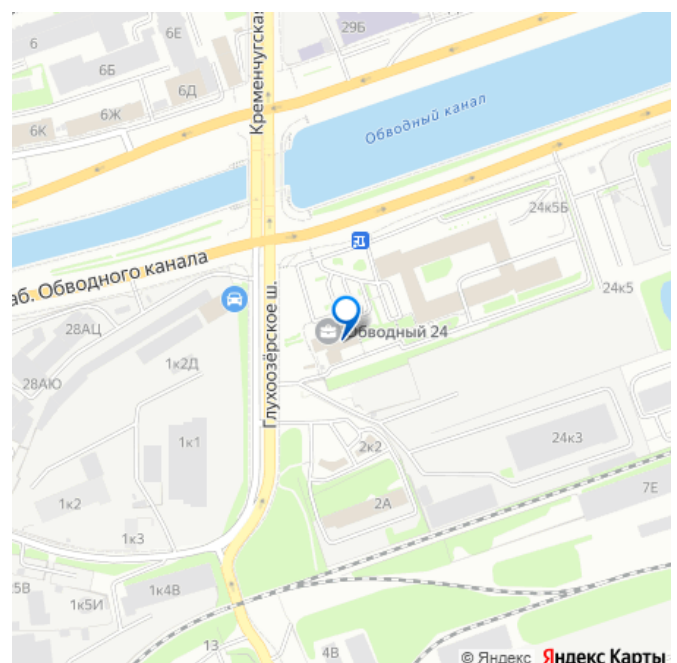 29Б
6Е
6
6Б
6Д
6Ж
6К
Кременчугская
Обводный канал
24к5Б
наб. Обводного канала
24к5
28АЦ
Глухоозёрское ш.
Обводный 24
1к2Д
28АЮ
1к1
2к2
24к3
7Е
1к2
2А
1к3
5В
1к4В
1к5И
13
4В
© Яндекс Яндекс Карты